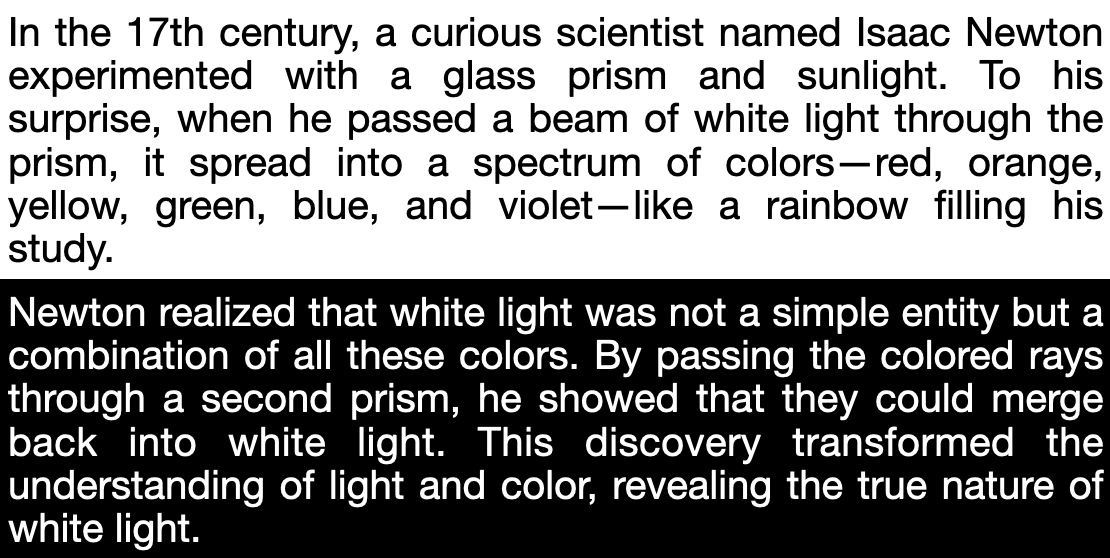 In the 17th century, a curious scientist named Isaac Newton
experimented with a glass prism and sunlight. To his
surprise, when he passed a beam of white light through the
prism, it spread into a spectrum of colors—red, orange,
yellow, green, blue, and violet—like a rainbow filling his
study.
Newton realized that white light was not a simple entity but a
combination of all these colors. By passing the colored rays
through a second prism, he showed that they could merge
back into white light. This discovery transformed the
understanding of light and color, revealing the true nature of
white light.